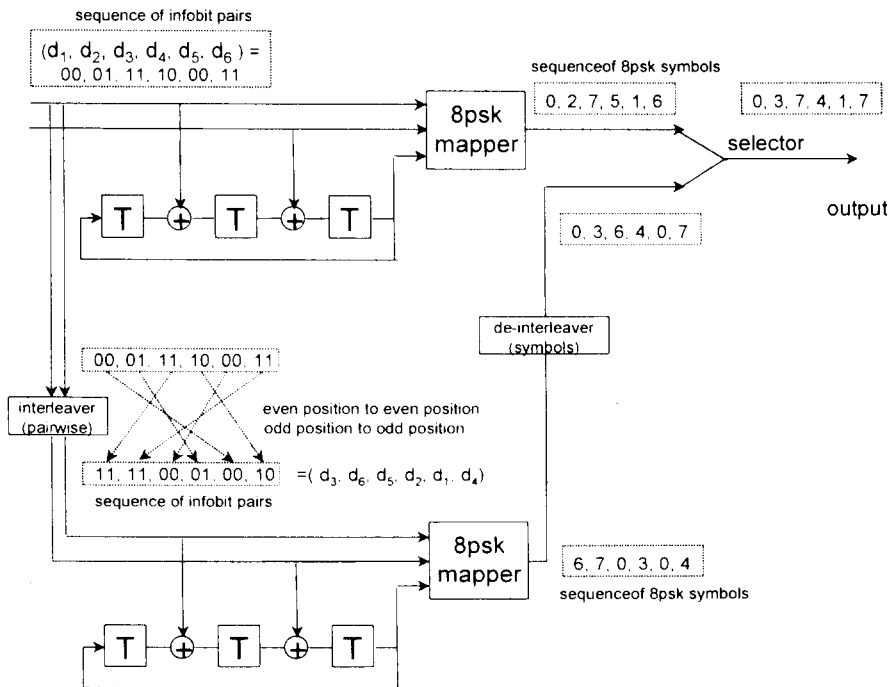 sequence of infobit pairs
(d1, d2, d3, d4, d5, d6 ) =
00, 01, 11, 10, 00, 11
8psk
mapper
sequenceof 8psk symbols
0, 2, 7, 5, 1, 6
0, 3, 7, 4, 1, 7
selector
output
T
+
T
+
T
0, 3, 6, 4, 0, 7
de-interleaver
(symbols)
00, 01, 11, 10, 00, 11
interleaver
(pairwise)
even position to even position
odd position to odd position
11, 11, 00, 01, 00, 10
=( d3, d6, d5, d2, d1, d4)
sequence of infobit pairs
8psk
mapper
6, 7, 0, 3, 0, 4
sequenceof 8psk symbols
T
+
T
+
T